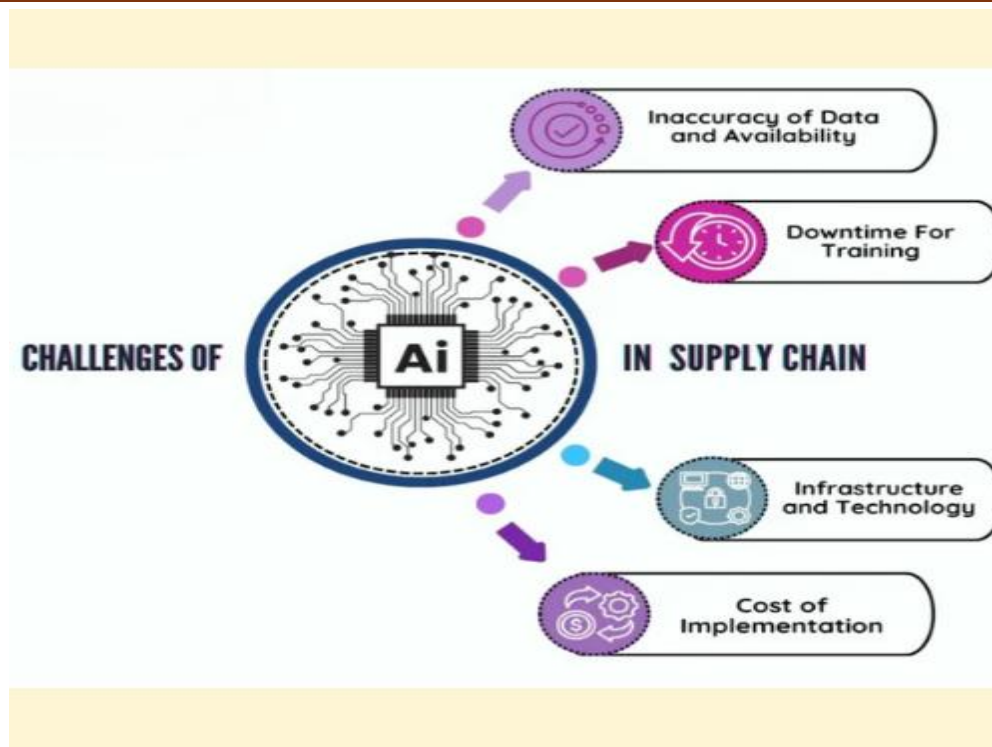 Inaccuracy of Data
and Availability
Downtime For
Training
CHALLENGES OF Ai IN SUPPLY CHAIN
Infrastructure
and Technology
Cost of
Implementation